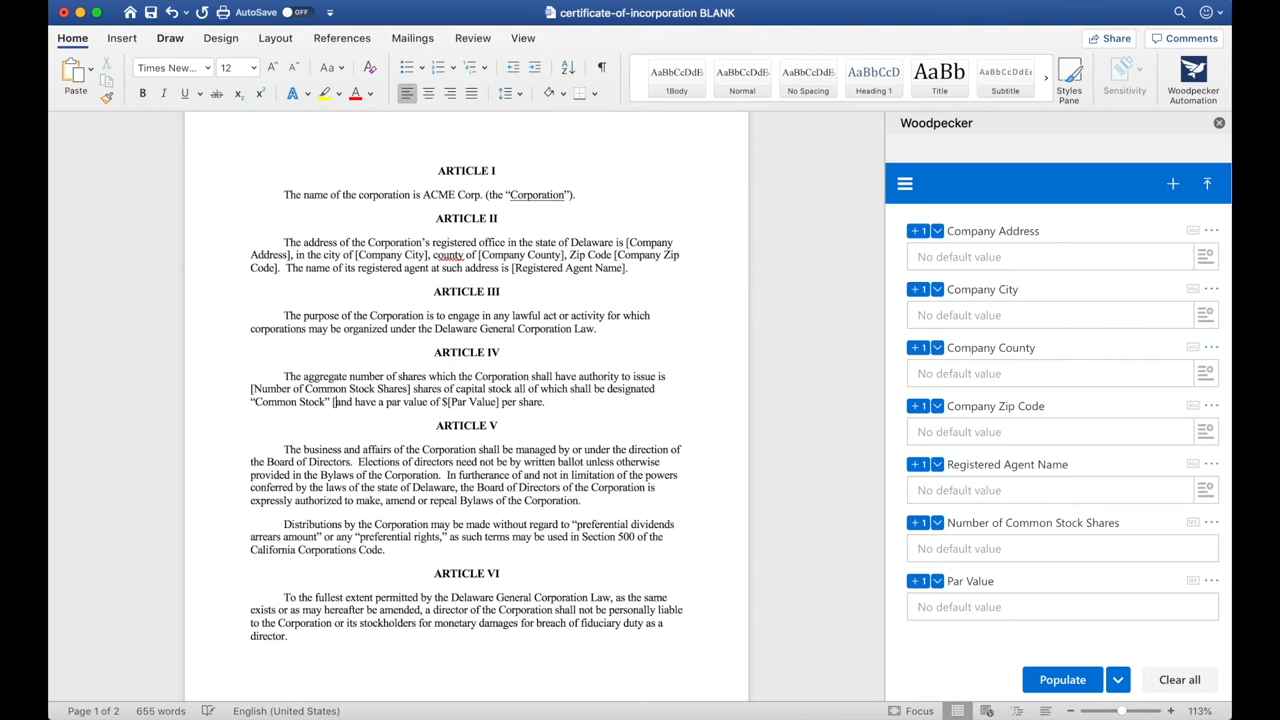 AutoSave OFF
certificate-of-incorporation BLANK
Home Insert Draw Design Layout References Mailings Review View
Share Comments
Paste
Times New... 12
AaBbCcDdE AaBbCcDdE AaBbCcDdE AaBbCcD AaBb AaBbCcDdE
1Body Normal No Spacing Heading 1 Title Subtitle
Styles Pane
Sensitivity
Woodpecker Automation
Woodpecker
ARTICLE I
The name of the corporation is ACME Corp. (the “Corporation”).
ARTICLE II
The address of the Corporation’s registered office in the state of Delaware is [Company
Address], in the city of [Company City], county of [Company County], Zip Code [Company Zip
Code].  The name of its registered agent at such address is [Registered Agent Name].
ARTICLE III
The purpose of the Corporation is to engage in any lawful act or activity for which
corporations may be organized under the Delaware General Corporation Law.
ARTICLE IV
The aggregate number of shares which the Corporation shall have authority to issue is
[Number of Common Stock Shares] shares of capital stock all of which shall be designated
“Common Stock” [and have a par value of $[Par Value] per share.
ARTICLE V
The business and affairs of the Corporation shall be managed by or under the direction of
the Board of Directors.  Elections of directors need not be by written ballot unless otherwise
provided in the Bylaws of the Corporation.  In furtherance of and not in limitation of the powers
conferred by the laws of the state of Delaware, the Board of Directors of the Corporation is
expressly authorized to make, amend or repeal Bylaws of the Corporation.
Distributions by the Corporation may be made without regard to “preferential dividends
arrears amount” or any “preferential rights,” as such terms may be used in Section 500 of the
California Corporations Code.
ARTICLE VI
To the fullest extent permitted by the Delaware General Corporation Law, as the same
exists or as may hereafter be amended, a director of the Corporation shall not be personally liable
to the Corporation or its stockholders for monetary damages for breach of fiduciary duty as a
director.
+ 1 Company Address
No default value
+ 1 Company City
No default value
+ 1 Company County
No default value
+ 1 Company Zip Code
No default value
+ 1 Registered Agent Name
No default value
+ 1 Number of Common Stock Shares
No default value
+ 1 Par Value
No default value
Populate Clear all
Page 1 of 2 655 words English (United States)
Focus 113%